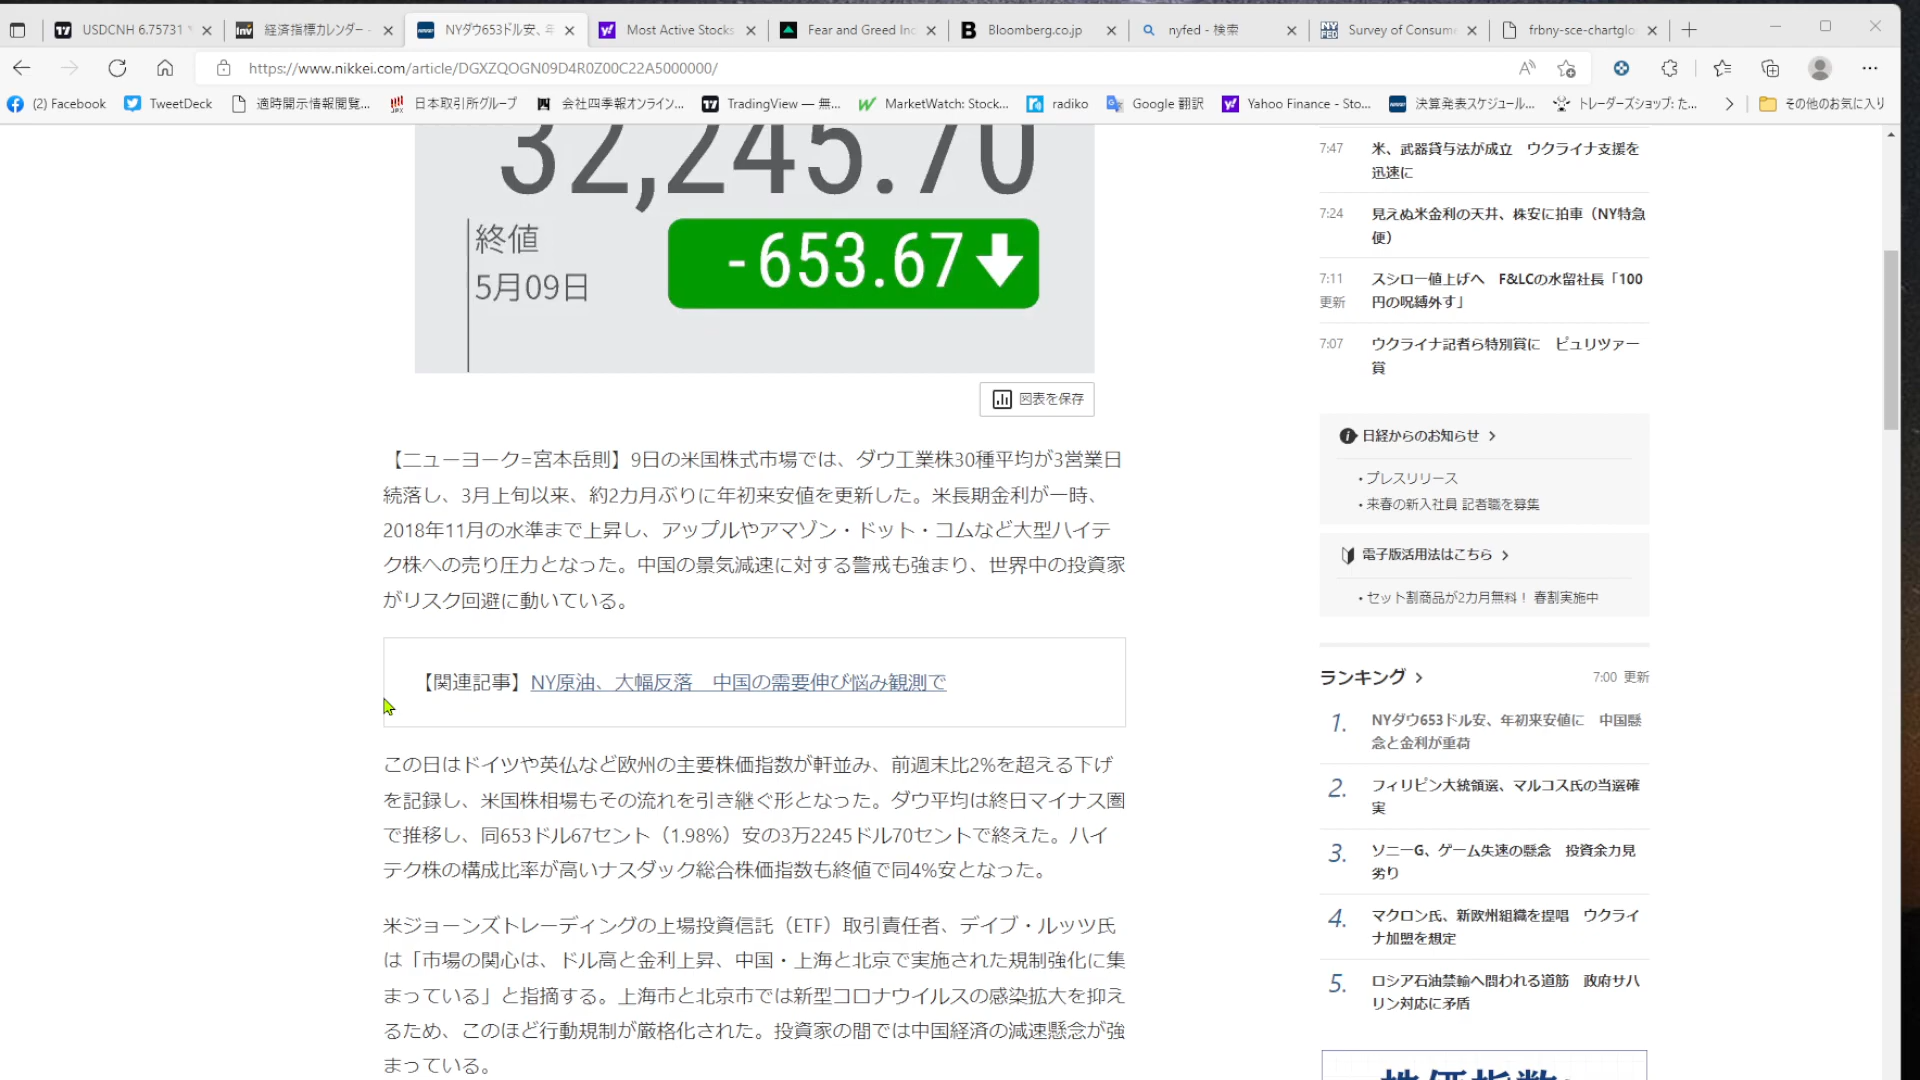 USDCNH 6.75731
経済指標カレンダー -
NYダウ653ドル安、年
Most Active Stocks
Fear and Greed Inc
Bloomberg.co.jp
nyfed - 検索
Survey of Consume
frbny-sce-chartglo
https://www.nikkei.com/article/DGXZQOGN09D4R0Z00C22A5000000/
(2) Facebook
TweetDeck
適時開示情報閲覧...
日本取引所グループ
会社四季報オンライン...
TradingView — 無...
MarketWatch: Stock...
radiko
Google 翻訳
Yahoo Finance - Sto...
決算発表スケジュール...
トレーダーズショップ: た...
その他のお気に入り
32,245.70
終値
5月09日
-653.67
図表を保存
【ニューヨーク=宮本岳則】9日の米国株式市場では、ダウ工業株30種平均が3営業日
続落し、3月上旬以来、約2カ月ぶりに年初来安値を更新した。米長期金利が一時、
2018年11月の水準まで上昇し、アップルやアマゾン・ドット・コムなど大型ハイテ
ク株への売り圧力となった。中国の景気減速に対する警戒も強まり、世界中の投資家
がリスク回避に動いている。
【関連記事】NY原油、大幅反落　中国の需要伸び悩み観測で
この日はドイツや英仏など欧州の主要株価指数が軒並み、前週末比2%を超える下げ
を記録し、米国株相場もその流れを引き継ぐ形となった。ダウ平均は終日マイナス圏
で推移し、同653ドル67セント（1.98%）安の3万2245ドル70セントで終えた。ハイ
テク株の構成比率が高いナスダック総合株価指数も終値で同4%安となった。
米ジョーンズトレーディングの上場投資信託（ETF）取引責任者、デイブ・ルッツ氏
は「市場の関心は、ドル高と金利上昇、中国・上海と北京で実施された規制強化に集
まっている」と指摘する。上海市と北京市では新型コロナウイルスの感染拡大を抑え
るため、このほど行動規制が厳格化された。投資家の間では中国経済の減速懸念が強
まっている。
7:47 米、武器貸与法が成立　ウクライナ支援を
迅速に
7:24 見えぬ米金利の天井、株安に拍車（NY特急
便）
7:11 スシロー値上げへ　F&LCの水留社長「100
更新 円の呪縛外す」
7:07 ウクライナ記者ら特別賞に　ピュリツァー
賞
日経からのお知らせ
・プレスリリース
・来春の新入社員 記者職を募集
電子版活用法はこちら
・セット割商品が2カ月無料！ 春割実施中
ランキング 7:00 更新
1. NYダウ653ドル安、年初来安値に　中国懸
念と金利が重荷
2. フィリピン大統領選、マルコス氏の当選確
実
3. ソニーG、ゲーム失速の懸念　投資余力見
劣り
4. マクロン氏、新欧州組織を提唱　ウクライ
ナ加盟を想定
5. ロシア石油禁輸へ問われる道筋　政府サハ
リン対応に矛盾